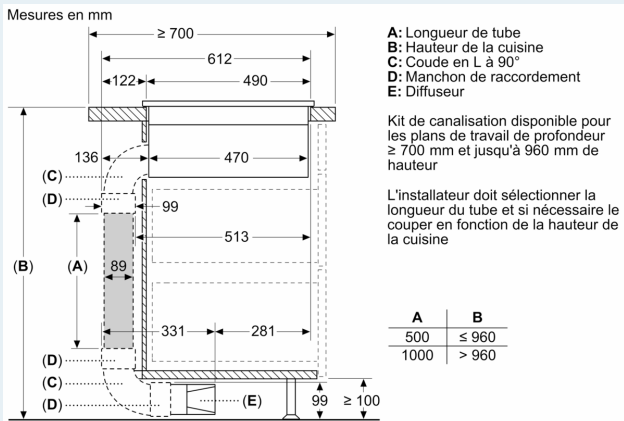 Mesures en mm
≥ 700
612
122
490
136
470
(C)
(D)
99
513
(B)
(A)
89
331
281
(D)
(C)
(D)
(E)
99
≥ 100
A: Longueur de tube
B: Hauteur de la cuisine
C: Coude en L à 90°
D: Manchon de raccordement
E: Diffuseur
Kit de canalisation disponible pour
les plans de travail de profondeur
≥ 700 mm et jusqu'à 960 mm de
hauteur
L'installateur doit sélectionner la
longueur du tube et si nécessaire le
couper en fonction de la hauteur de
la cuisine
A B
500 ≤ 960
1000 > 960